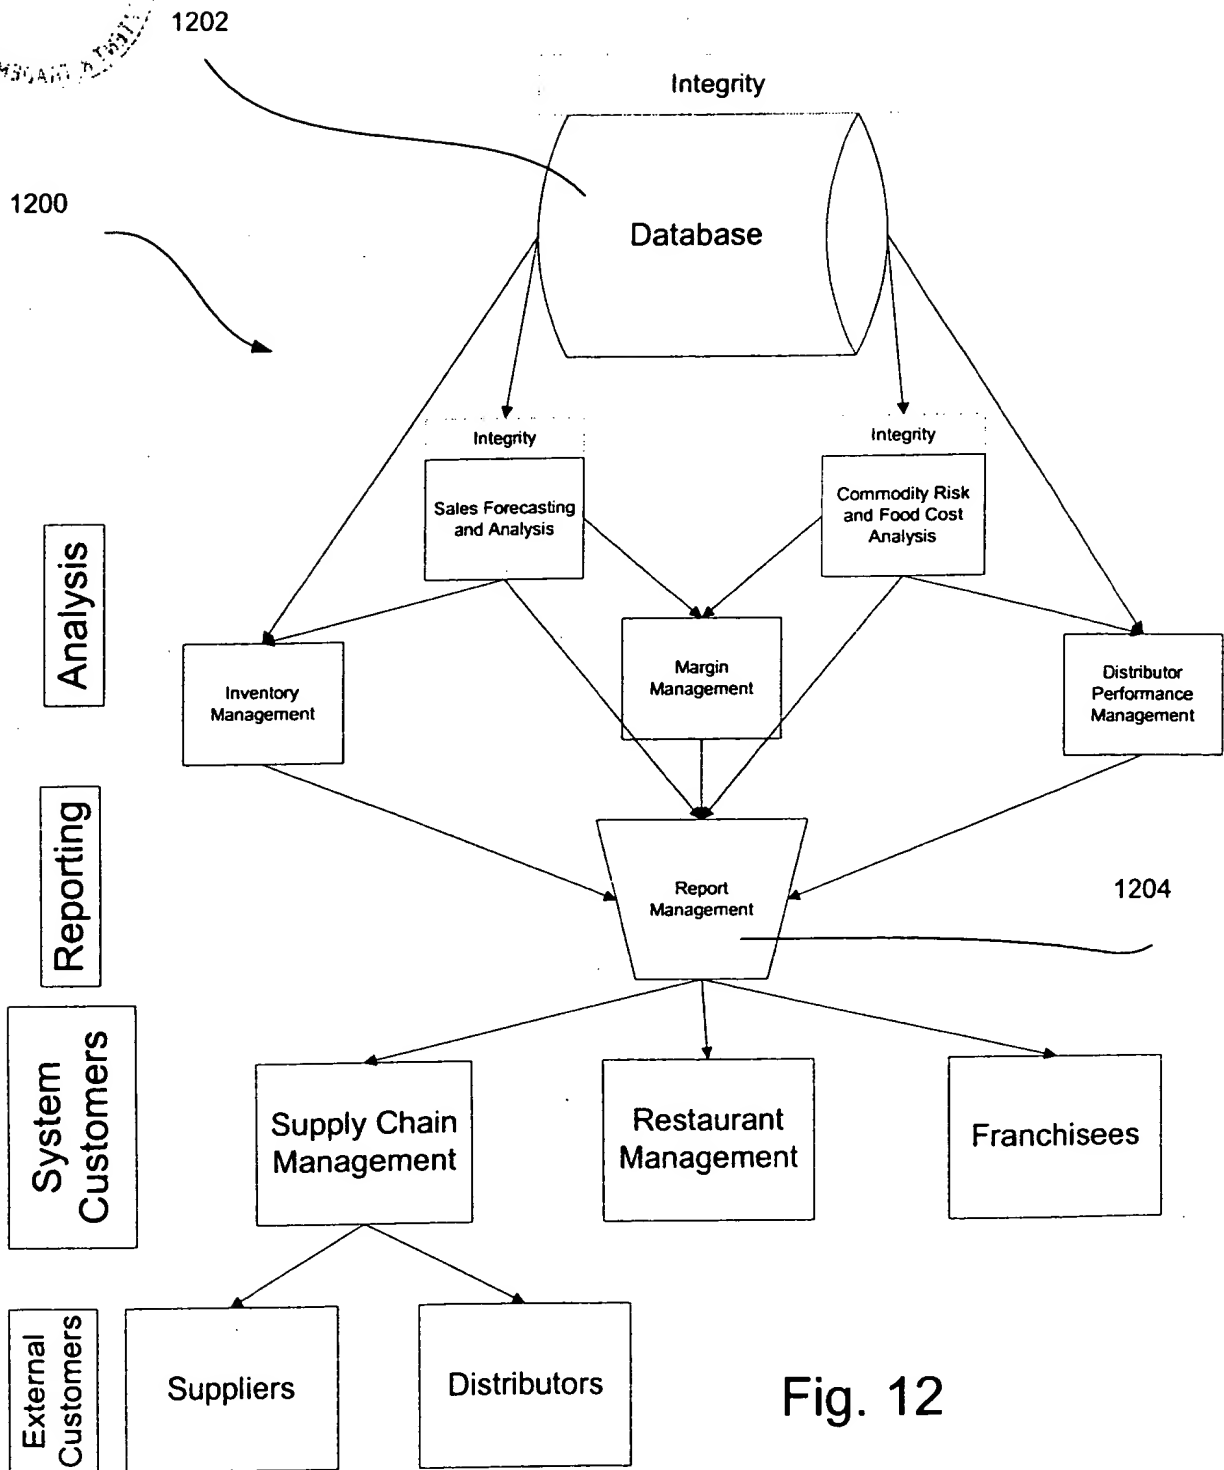 1202
Integrity
1200
Database
Integrity
Integrity
Sales Forecasting
and Analysis
Commodity Risk
and Food Cost
Analysis
Analysis
Inventory
Management
Margin
Management
Distributor
Performance
Management
Reporting
Report
Management
1204
System
Customers
Supply Chain
Management
Restaurant
Management
Franchisees
External
Customers
Suppliers
Distributors
Fig. 12